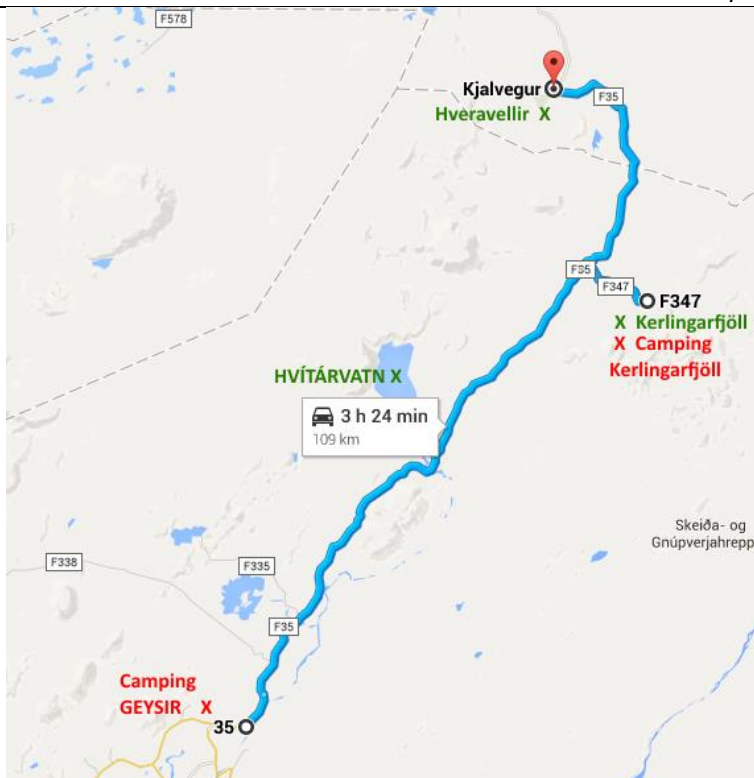 F578
Kjalvegur
F35
Hveravellir X
F35
F347
F347
X Kerlingarfjöll
X Camping
Kerlingarfjöll
HVÍTÁRVATN X
3 h 24 min
109 km
Skeiða- og
Gnúpverjahrepp
F338
F335
F35
Camping
GEYSIR X
35